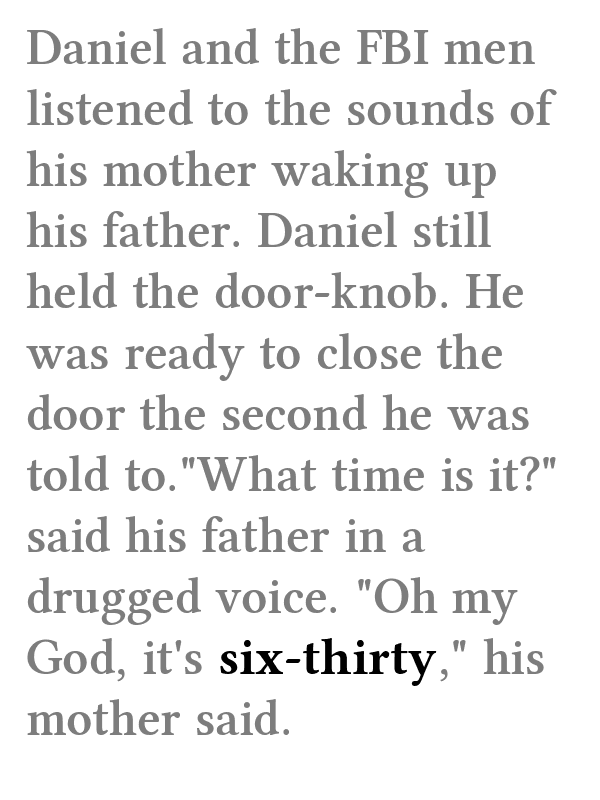 Daniel and the FBI men
listened to the sounds of
his mother waking up
his father. Daniel still
held the door-knob. He
was ready to close the
door the second he was
told to."What time is it?"
said his father in a
drugged voice. "Oh my
God, it's six-thirty," his
mother said.